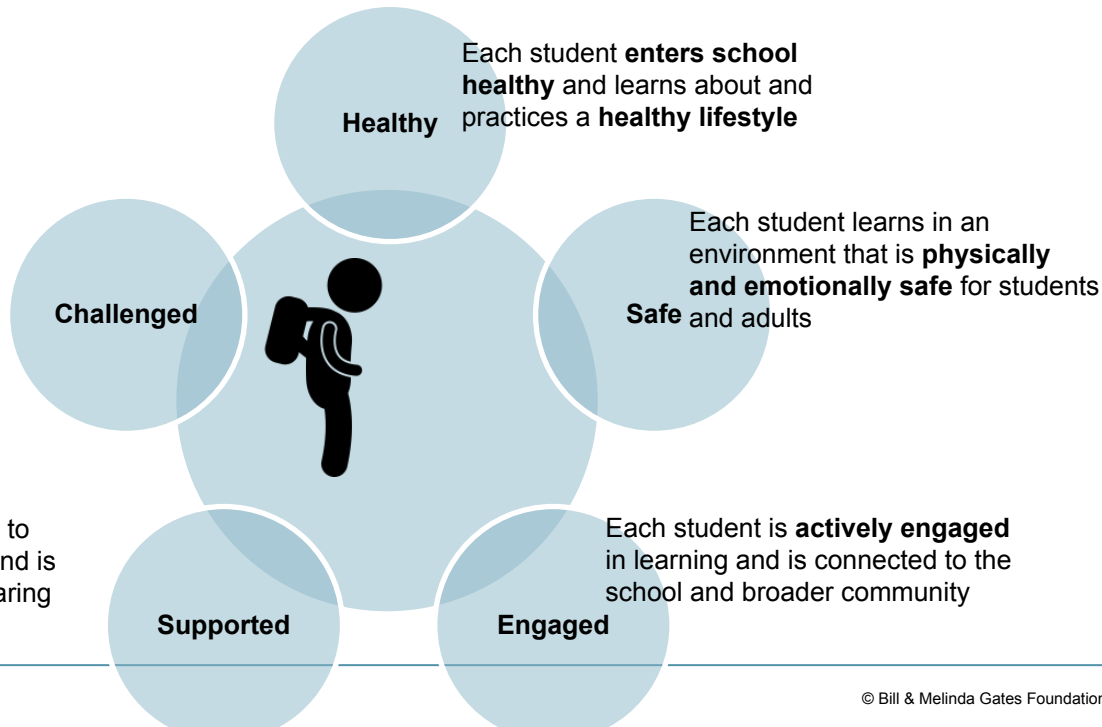 Each student enters school
healthy and learns about and
practices a healthy lifestyle
Healthy
Each student learns in an
environment that is physically
and emotionally safe for students
and adults
Safe
Challenged
to
nd is
aring
Each student is actively engaged
in learning and is connected to the
school and broader community
Supported
Engaged
© Bill & Melinda Gates Foundation